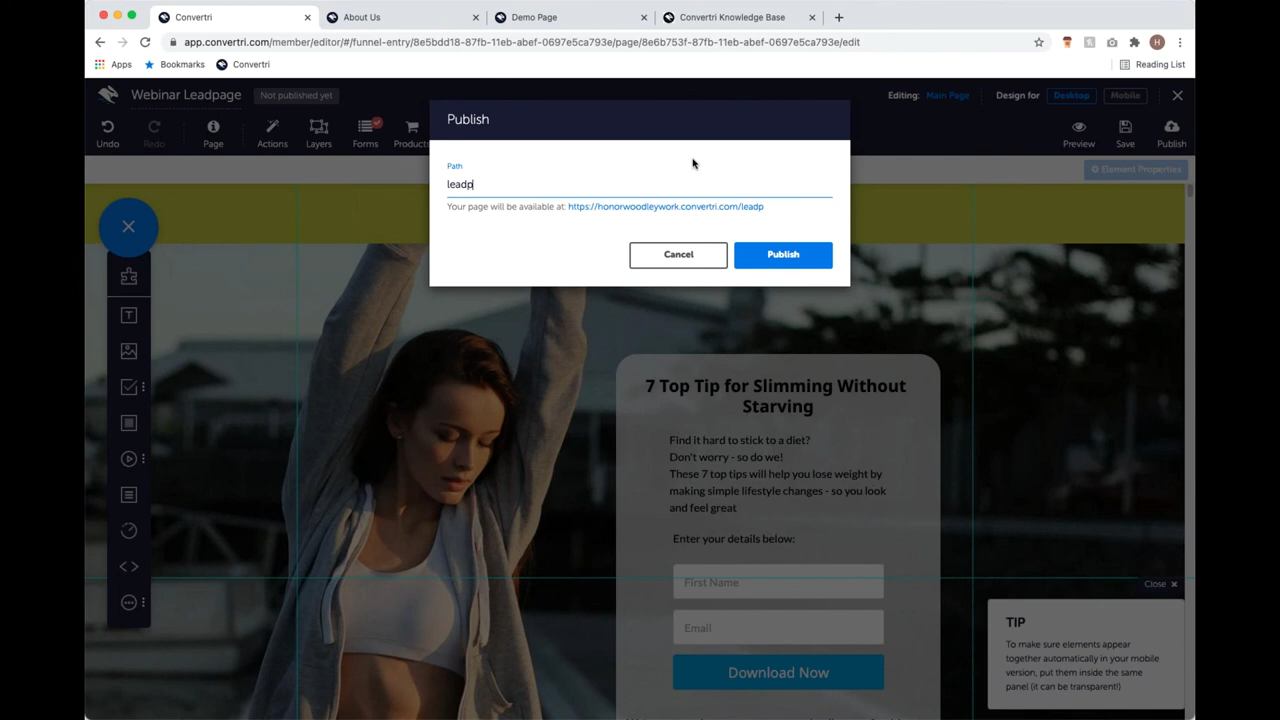 Convertri
About Us
Demo Page
Convertri Knowledge Base
app.convertri.com/member/editor/#/funnel-entry/8e5bdd18-87fb-11eb-abef-0697e5ca793e/page/8e6b753f-87fb-11eb-abef-0697e5ca793e/edit
H
Apps
Bookmarks
Convertri
Reading List
Webinar Leadpage
Not published yet
Editing: Main Page
Design for
Desktop
Mobile
Undo
Redo
Page
Actions
Layers
Forms
Products
Preview
Save
Publish
Element Properties
Publish
Path
leadp
Your page will be available at: https://honorwoodleywork.convertri.com/leadp
Cancel
Publish
T
7 Top Tip for Slimming Without
Starving
Find it hard to stick to a diet?
Don't worry - so do we!
These 7 top tips will help you lose weight by
making simple lifestyle changes - so you look
and feel great
Enter your details below:
First Name
Email
Download Now
Close
TIP
To make sure elements appear
together automatically in your mobile
version, put them inside the same
panel (it can be transparent!)